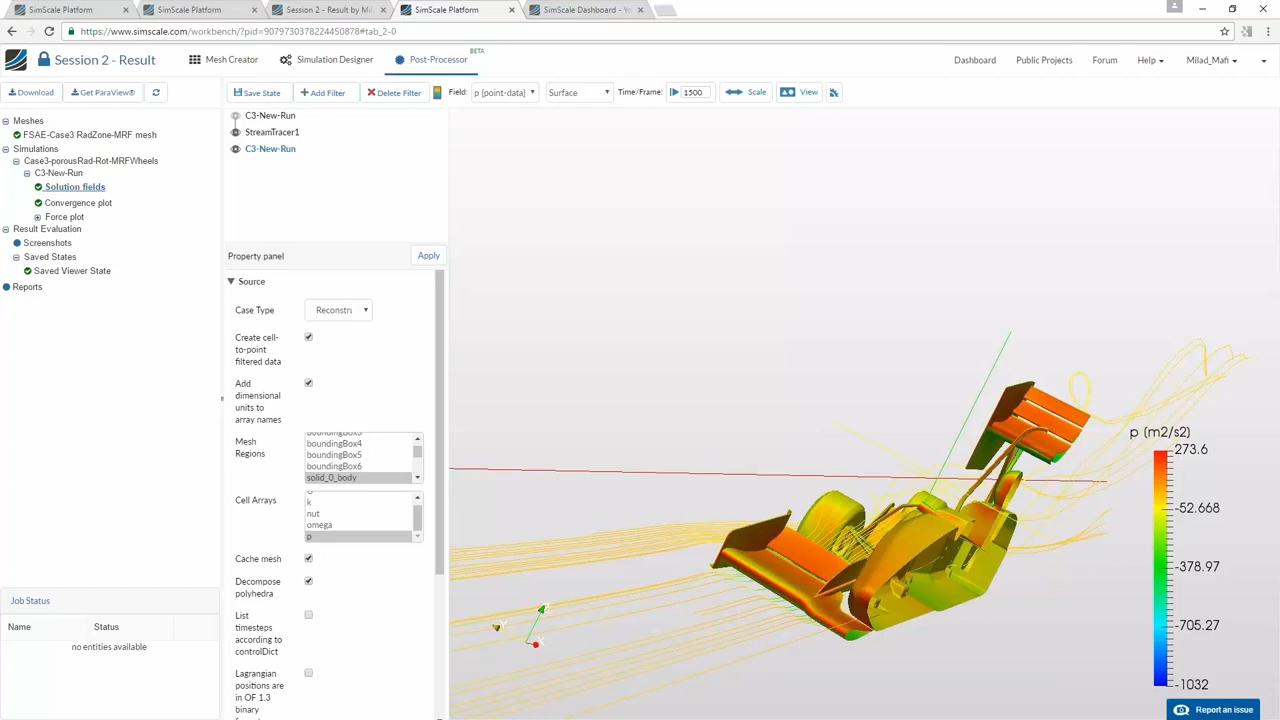 SimScale Platform
SimScale Platform
Session 2 - Result by Mil
SimScale Platform
SimScale Dashboard - Yo
https://www.simscale.com/workbench/?pid=9079730378224450878#tab_2-0
Session 2 - Result
Mesh Creator
Simulation Designer
Post-Processor
BETA
Dashboard
Public Projects
Forum
Help
Milad_Mafi
Download
Get ParaView®
Save State
Add Filter
Delete Filter
Field:
p [point-data]
Surface
Time/Frame:
1500
Scale
View
Meshes
FSAE-Case3 RadZone-MRF mesh
Simulations
Case3-porousRad-Rot-MRFWheels
C3-New-Run
Solution fields
Convergence plot
Force plot
Result Evaluation
Screenshots
Saved States
Saved Viewer State
Reports
C3-New-Run
StreamTracer1
C3-New-Run
Property panel
Apply
Source
Case Type
Reconstru
Create cell-
to-point
filtered data
Add
dimensional
units to
array names
Mesh
Regions
boundingBox3
boundingBox4
boundingBox5
boundingBox6
solid_0_body
Cell Arrays
k
nut
omega
p
Cache mesh
Decompose
polyhedra
List
timesteps
according to
controlDict
Lagrangian
positions are
in OF 1.3
binary
Job Status
Name
Status
no entities available
p (m2/s2)
273.6
-52.668
-378.97
-705.27
-1032
Report an issue